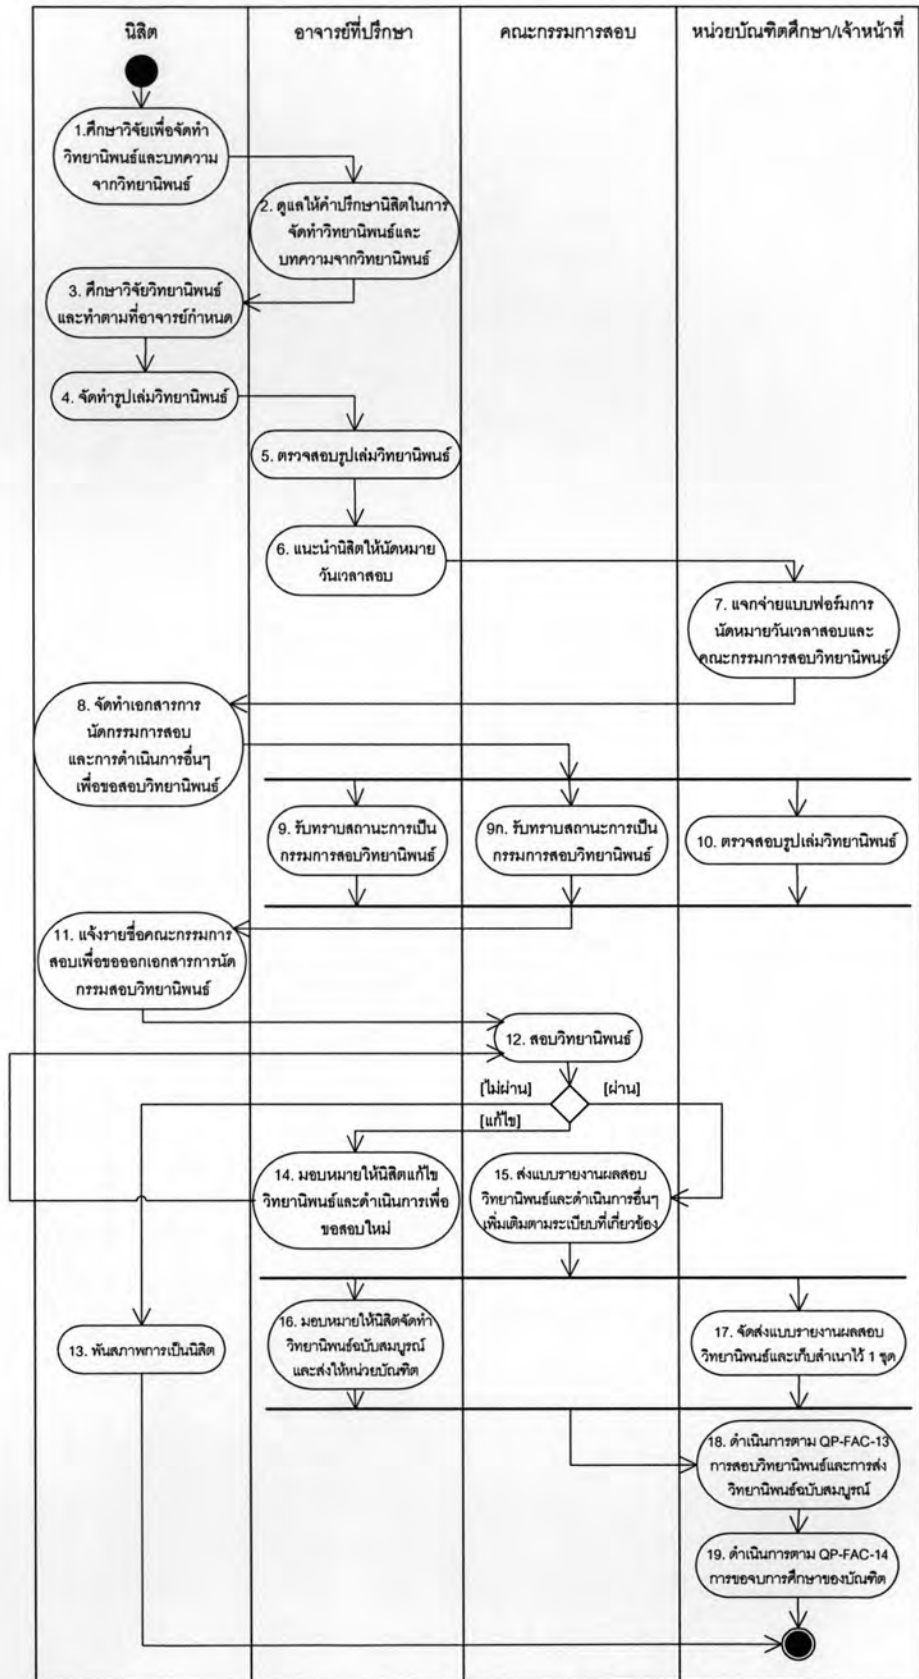 นิสิต
อาจารย์ที่ปรึกษา
คณะกรรมการสอบ
หน่วยบัณฑิตศึกษา/เจ้าหน้าที่
1.ศึกษาวิจัยเพื่อจัดทำ
วิทยานิพนธ์และบทความ
จากวิทยานิพนธ์
2. ดูแลให้คำปรึกษานิสิตในการ
จัดทำวิทยานิพนธ์และ
บทความจากวิทยานิพนธ์
3. ศึกษาวิจัยวิทยานิพนธ์
และทำตามที่อาจารย์กำหนด
4. จัดทำรูปเล่มวิทยานิพนธ์
5. ตรวจสอบรูปเล่มวิทยานิพนธ์
6. แนะนำนิสิตให้นัดหมาย
วันเวลาสอบ
7. แจกจ่ายแบบฟอร์มการ
นัดหมายวันเวลาสอบและ
คณะกรรมการสอบวิทยานิพนธ์
8. จัดทำเอกสารการ
นัดกรรมการสอบ
และการดำเนินการอื่นๆ
เพื่อขอสอบวิทยานิพนธ์
9. รับทราบสถานะการเป็น
กรรมการสอบวิทยานิพนธ์
9ก. รับทราบสถานะการเป็น
กรรมการสอบวิทยานิพนธ์
10. ตรวจสอบรูปเล่มวิทยานิพนธ์
11. แจ้งรายชื่อคณะกรรมการ
สอบเพื่อขอออกเอกสารการนัด
กรรมสอบวิทยานิพนธ์
12. สอบวิทยานิพนธ์
[ไม่ผ่าน]
[ผ่าน]
[แก้ไข]
14. มอบหมายให้นิสิตแก้ไข
วิทยานิพนธ์และดำเนินการเพื่อ
ขอสอบใหม่
15. ส่งแบบรายงานผลสอบ
วิทยานิพนธ์และดำเนินการอื่นๆ
เพิ่มเติมตามระเบียบที่เกี่ยวข้อง
13. พ้นสภาพการเป็นนิสิต
16. มอบหมายให้นิสิตจัดทำ
วิทยานิพนธ์ฉบับสมบูรณ์
และส่งให้หน่วยบัณฑิต
17. จัดส่งแบบรายงานผลสอบ
วิทยานิพนธ์และเก็บสำเนาไว้ 1 ชุด
18. ดำเนินการตาม QP-FAC-13
การสอบวิทยานิพนธ์และการส่ง
วิทยานิพนธ์ฉบับสมบูรณ์
19. ดำเนินการตาม QP-FAC-14
การขอจบการศึกษาของบัณฑิต